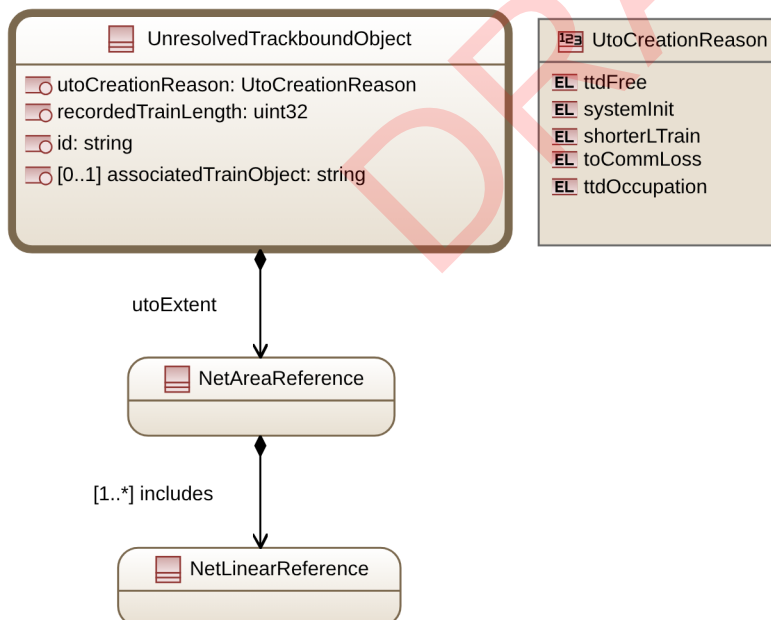 UnresolvedTrackboundObject
utoCreationReason: UtoCreationReason
recordedTrainLength: uint32
id: string
[0..1] associatedTrainObject: string
123 UtoCreationReason
EL ttdFree
EL systemInit
EL shorterLTrain
EL toCommLoss
EL ttdOccupation
utoExtent
NetAreaReference
[1..*] includes
NetLinearReference
DRA